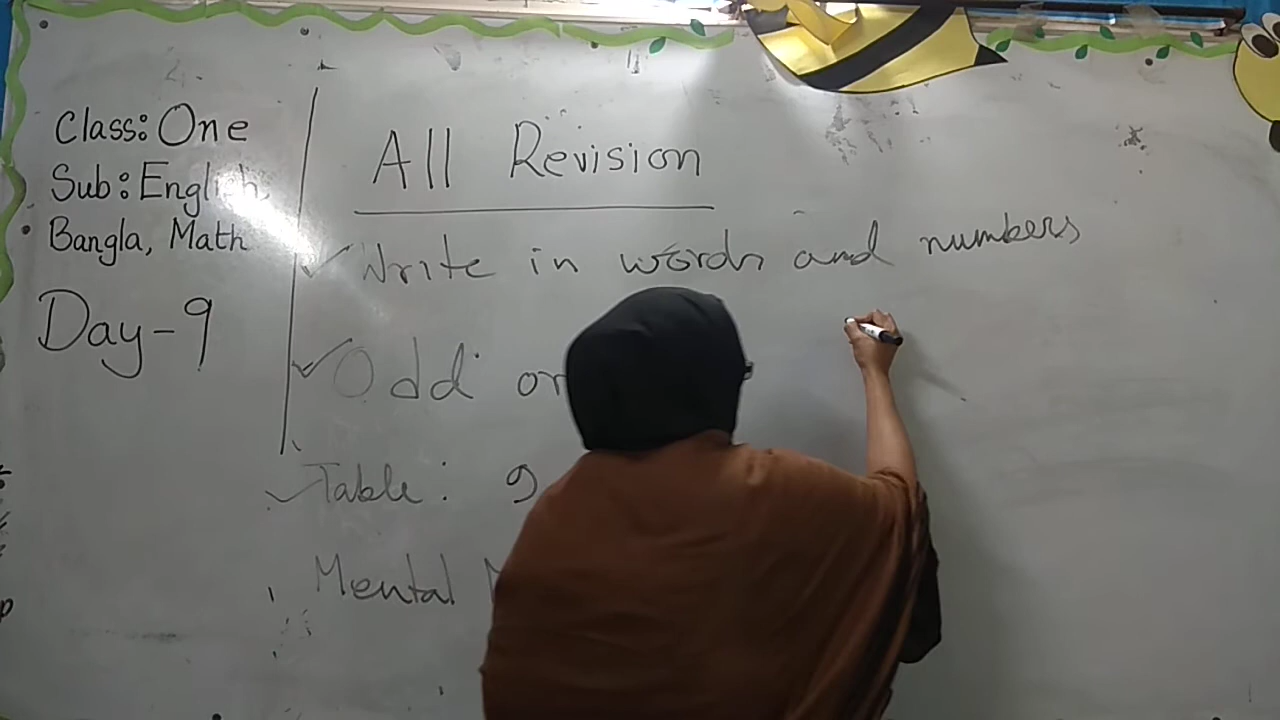 Class: One
Sub: English
Bangla, Math
Day-9
All Revision
Write in words and numbers
Odd or
Table: 9
Mental